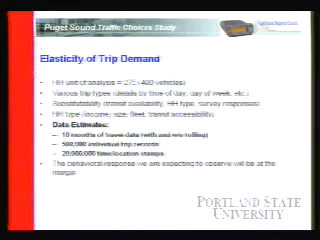 Puget Sound Traffic Choices Study
Elasticity of Trip Demand
- HH unit of analysis = 275 (400 vehicles)
- Various trip types (details by time of day, day of week, etc.)
- Substitutability (transit availability, HH type, survey responses)
- HH type (income, size, fleet, transit accessibility)
- Data Estimates:
– 18 months of travel data (with and w/o tolling)
– 500,000 individual trip records
– 20,000,000 time/location stamps
- The behavioral response we are expecting to observe will be at the
margin.
PORTLAND STATE
UNIVERSITY